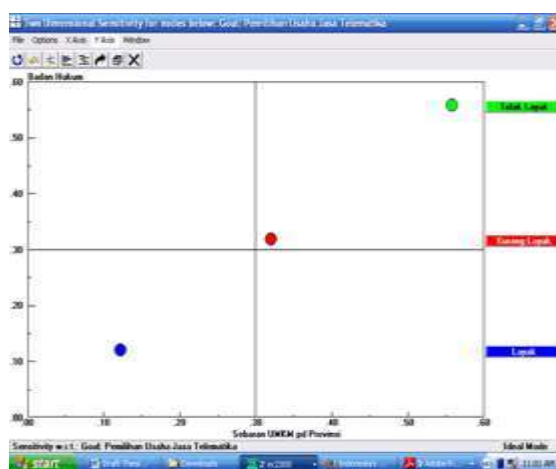 Two Dimensional Sensitivity for nodes below: Goal: Pemilihan Usaha Jasa Telematika
File Options X Axis Y Axis Window
Badan Hukum
.60
Tidak Layak
.50
.40
Kurang Layak
.30
.20
Layak
.10
.00
.00 .10 .20 .30 .40 .50 .60
Sebaran UMKM pd Provinsi
Sensitivity w.r.t.: Goal: Pemilihan Usaha Jasa Telematika Ideal Mode
start Downloads